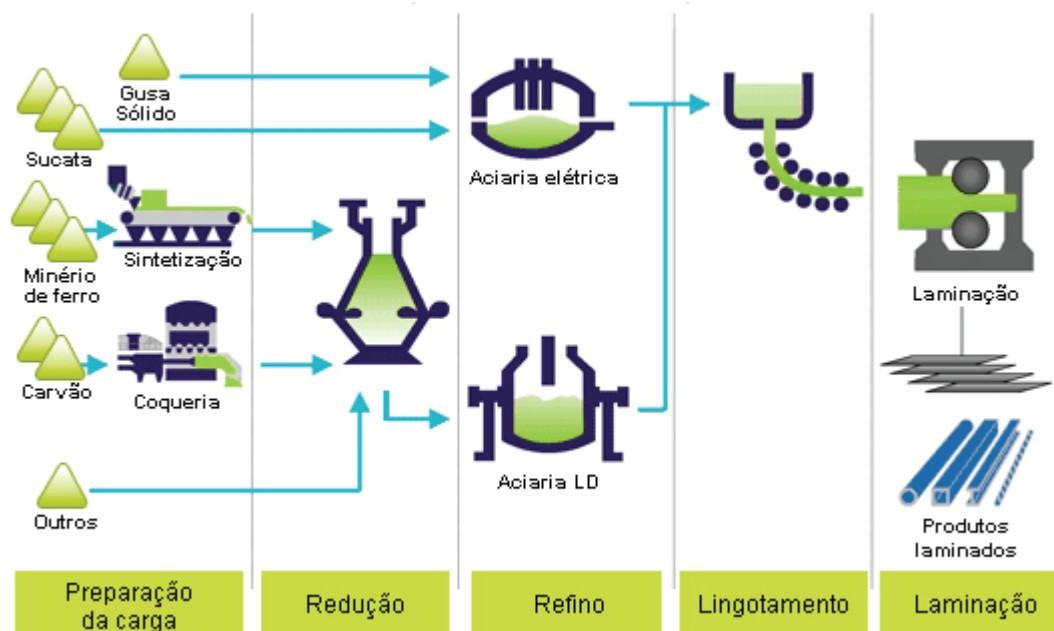 Gusa
Sólido
Sucata
Aciaria elétrica
Minério
de ferro
Sintetização
Laminação
Carvão
Coqueria
Aciaria LD
Outros
Produtos
laminados
Preparação
da carga
Redução
Refino
Lingotamento
Laminação